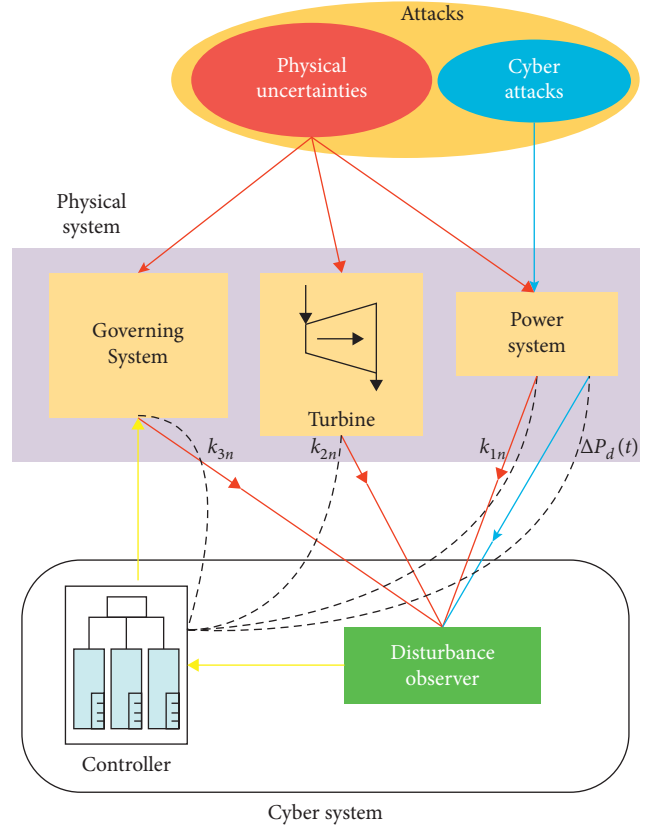 Attacks
Physical
uncertainties
Cyber
attacks
Physical
system
Governing
System
Turbine
Power
system
k3n
k2n
k1n
ΔPd(t)
Disturbance
observer
Controller
Cyber system